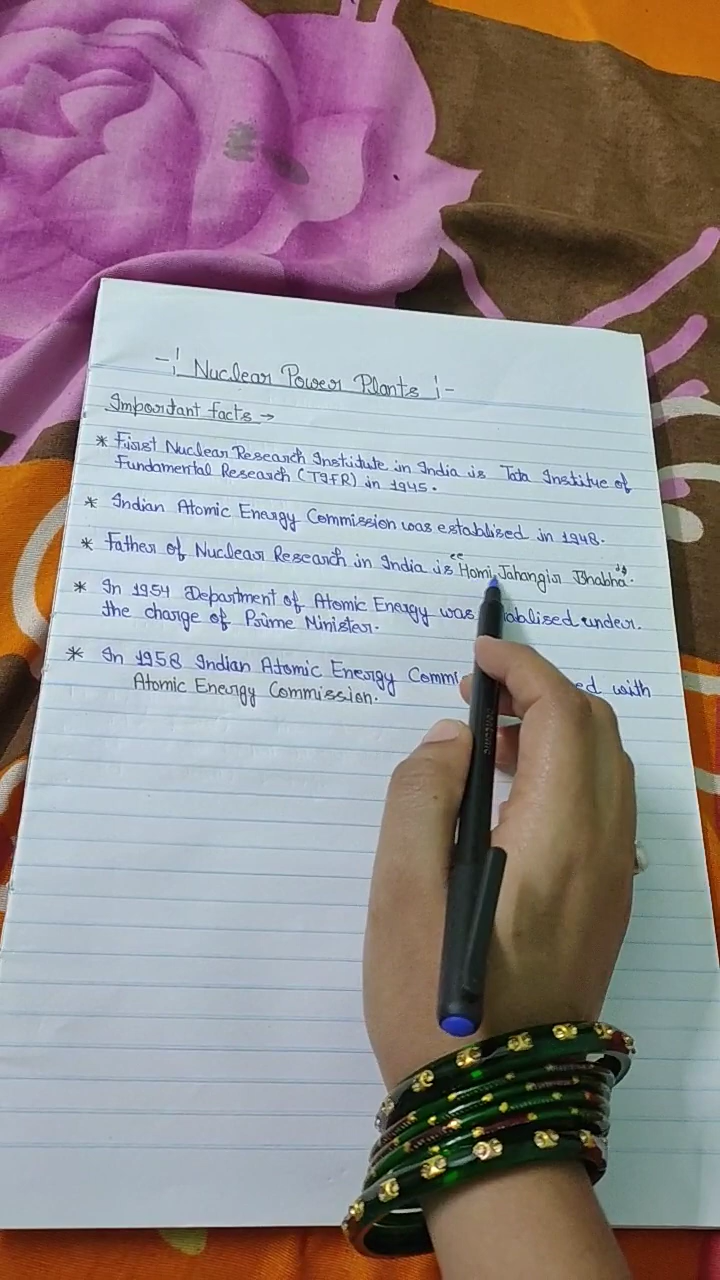 -: Nuclear Power Plants :-
Important facts →
* First Nuclear Research Institute in India is Tata Institue of
Fundamental Research (TIFR) in 1945.
* Indian Atomic Energy Commission was establised in 1948.
* Father of Nuclear Research in India is "Homi Jahangir Bhabha".
* In 1954 Department of Atomic Energy was under
the charge of Prime Minister.
* In 1958 Indian Atomic Energy with
Atomic Energy Commission.